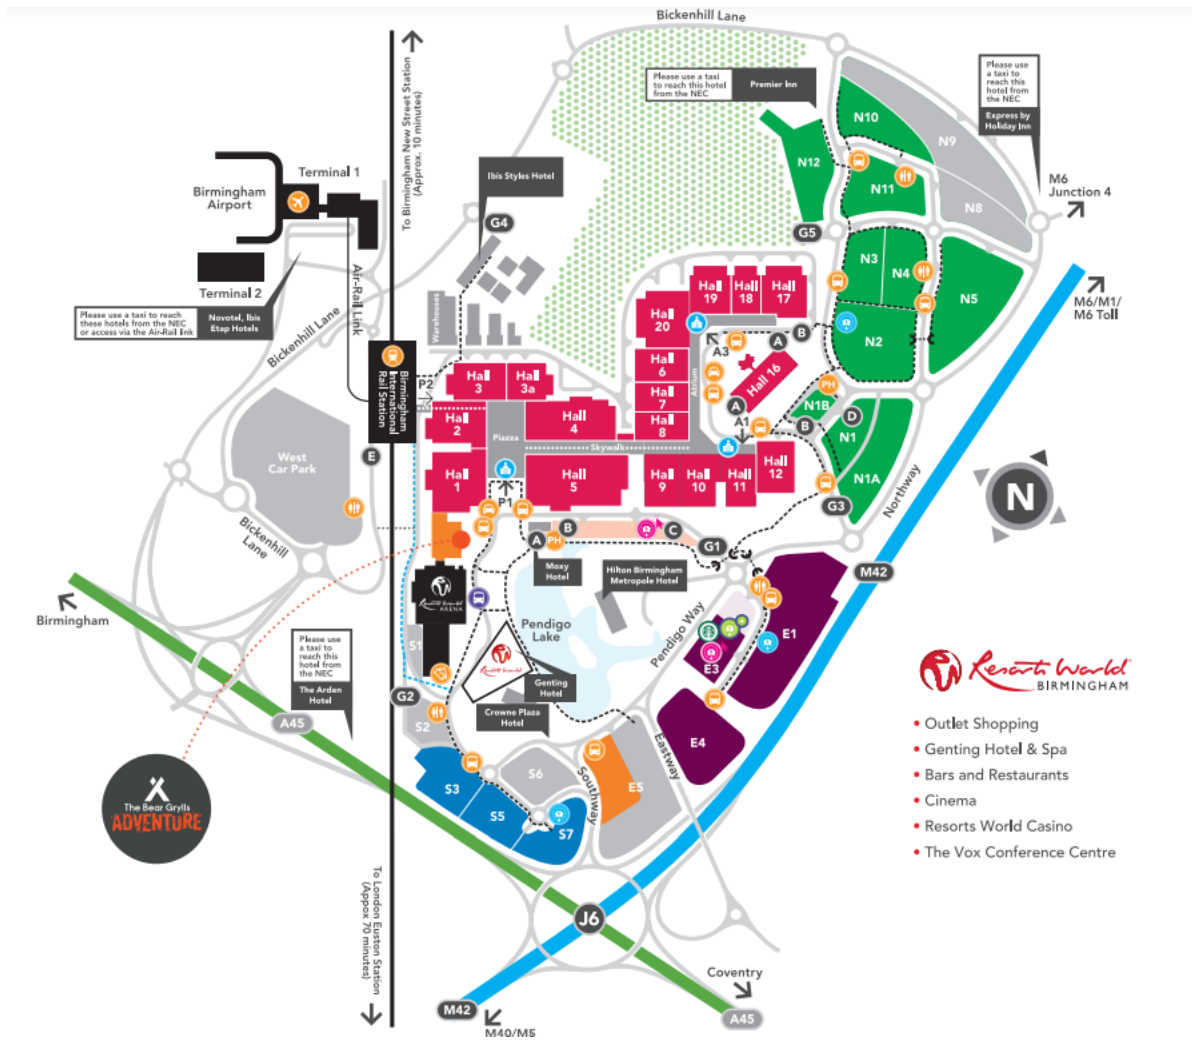 Bickenhill Lane
To Birmingham New Street Station
(Approx. 10 minutes)
Please use a taxi to
reach this hotel
from the NEC
Premier Inn
Please use
a taxi to
reach this
hotel from
the NEC
Express by
Holiday Inn
N10
N9
N12
N11
N8
M6
Junction 4
Terminal 1
Birmingham
Airport
Ibis Styles Hotel
G4
G5
Terminal 2
Air-Rail Link
Please use a taxi to reach
these hotels from the NEC
or access via the Air-Rail link
Novotel, Ibis
Etap Hotels
Bickenhill Lane
N3
N4
N5
N2
M6/M1/
M6 Toll
Warehouses
Hall
19
Hall
18
Hall
17
Hall
20
A3
A
B
Hall
6
Hall 16
Atrium
Birmingham
International
Rail Station
P2
Hall
3
Hall
3a
Hall
7
Hall
8
A
A1
PH
N1B
B
D
N1
N1A
Hall
2
Piazza
Hall
4
Skywalk
West
Car Park
E
Hall
1
P1
Hall
5
Hall
9
Hall
10
Hall
11
Hall
12
G3
Northway
N
Bickenhill
Lane
A
PH
B
C
G1
Moxy
Hotel
Hilton Birmingham
Metropole Hotel
M42
Birmingham
Resorts World
ARENA
Pendigo
Lake
Pendigo Way
E1
E3
Please use
a taxi to
reach this
hotel from
the NEC
The Arden
Hotel
S1
Resorts World
Genting
Hotel
Crowne Plaza
Hotel
G2
S2
A45
E4
Eastway
Resorts World
BIRMINGHAM
• Outlet Shopping
• Genting Hotel & Spa
• Bars and Restaurants
• Cinema
• Resorts World Casino
• The Vox Conference Centre
S3
S6
S5
S7
Southway
E5
The Bear Grylls
ADVENTURE
To London Euston Station
(Appox 70 minutes)
J6
Coventry
M42
M40/M5
A45